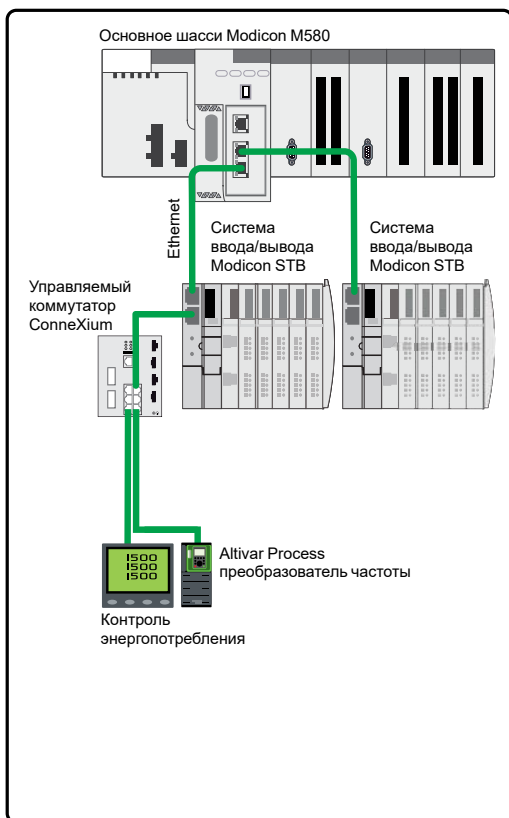 Основное шасси Modicon M580
Ethernet
Система
ввода/вывода
Modicon STB
Система
ввода/вывода
Modicon STB
Управляемый
коммутатор
ConneXium
1500
1500
1500
Altivar Process
преобразователь частоты
Контроль
энергопотребления